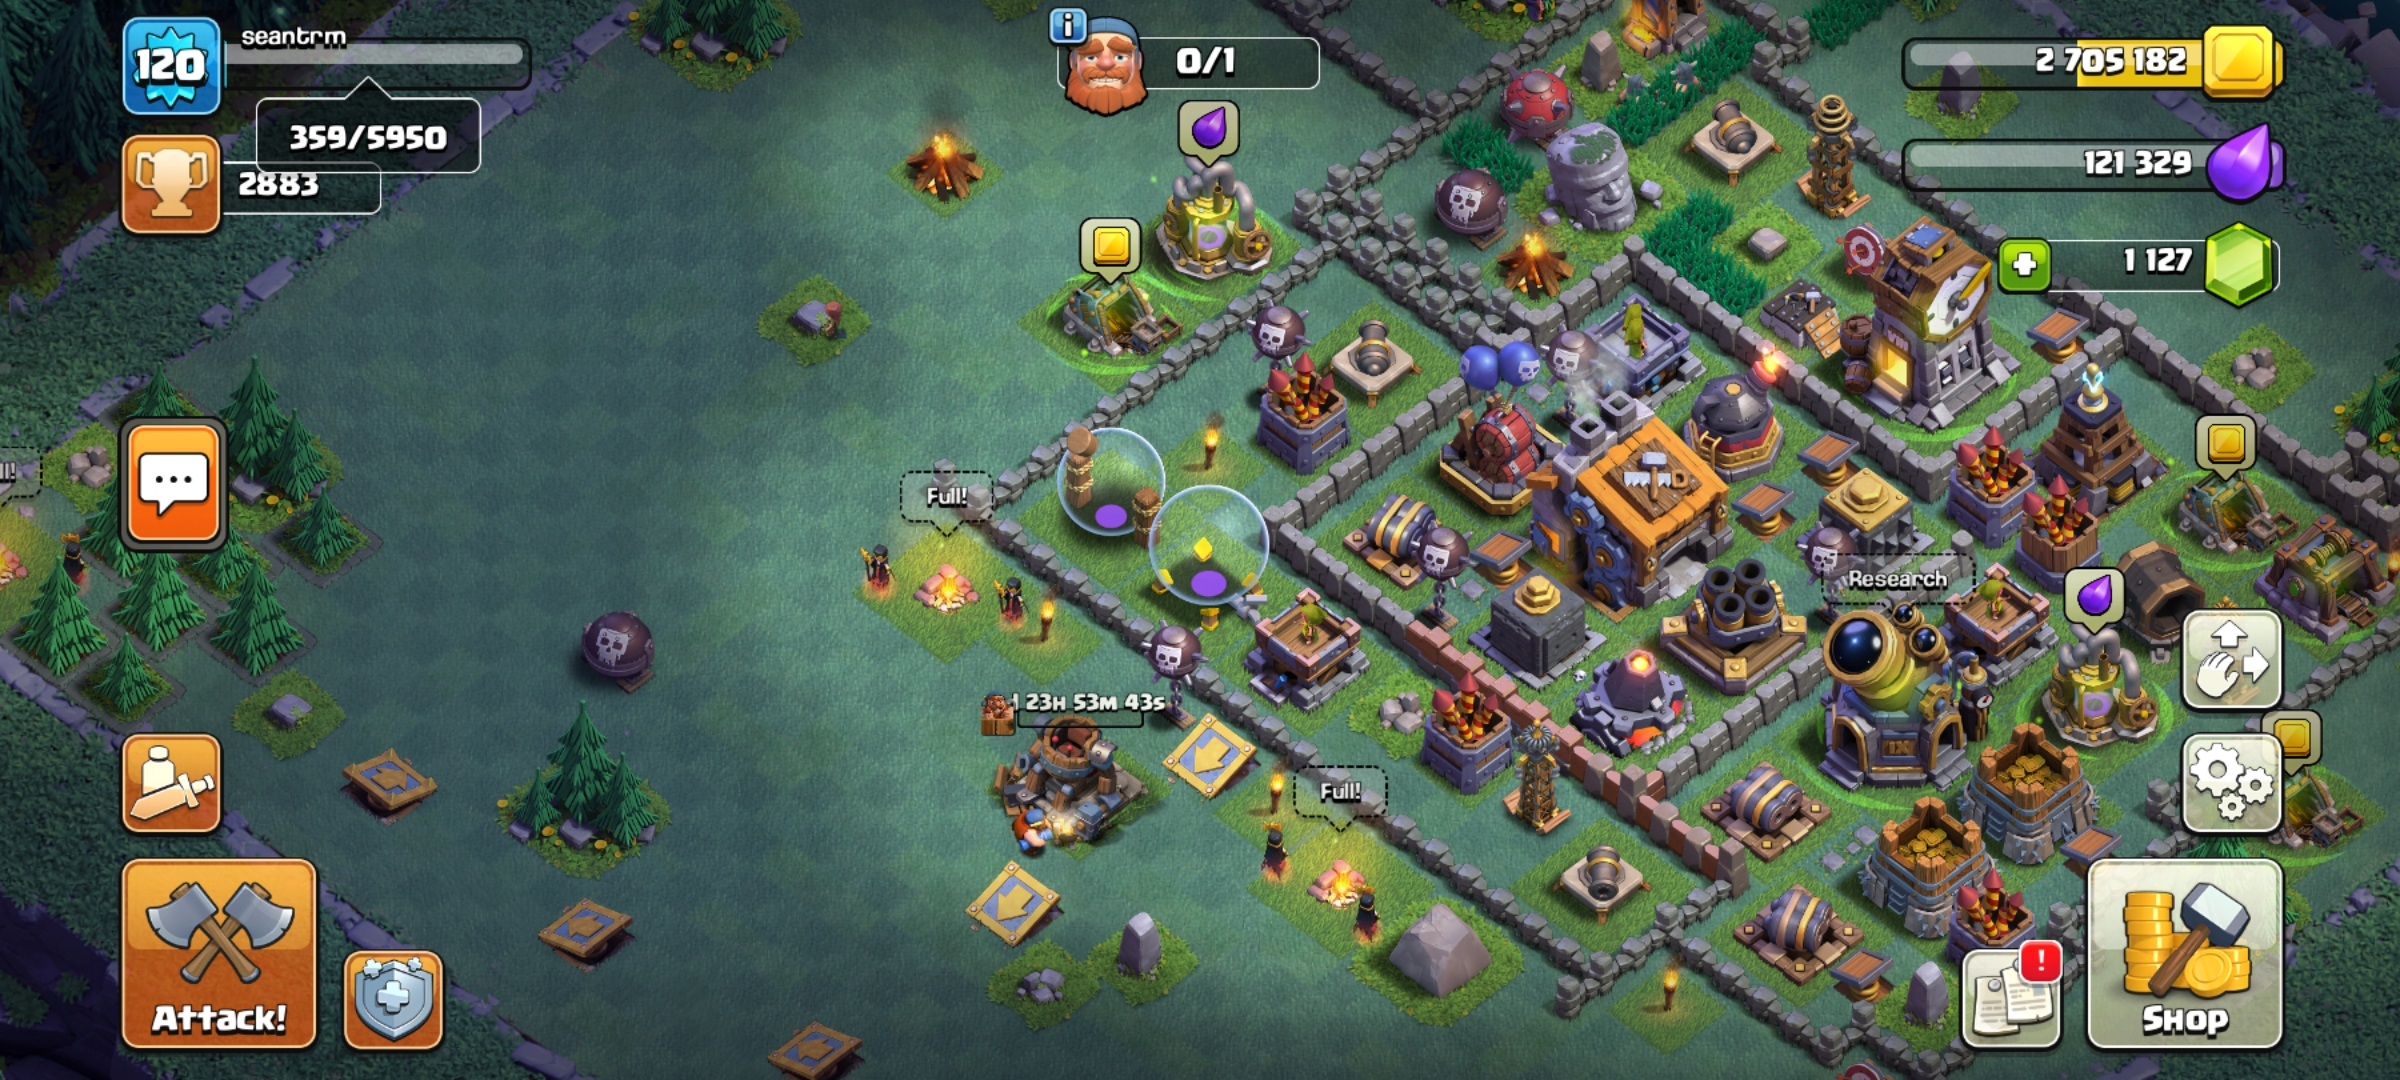 120
seantrm
359/5950
2883
i
0/1
2 705 182
121 329
1 127
Full!
Research
23H 53M 43s
Full!
Attack!
!
Shop